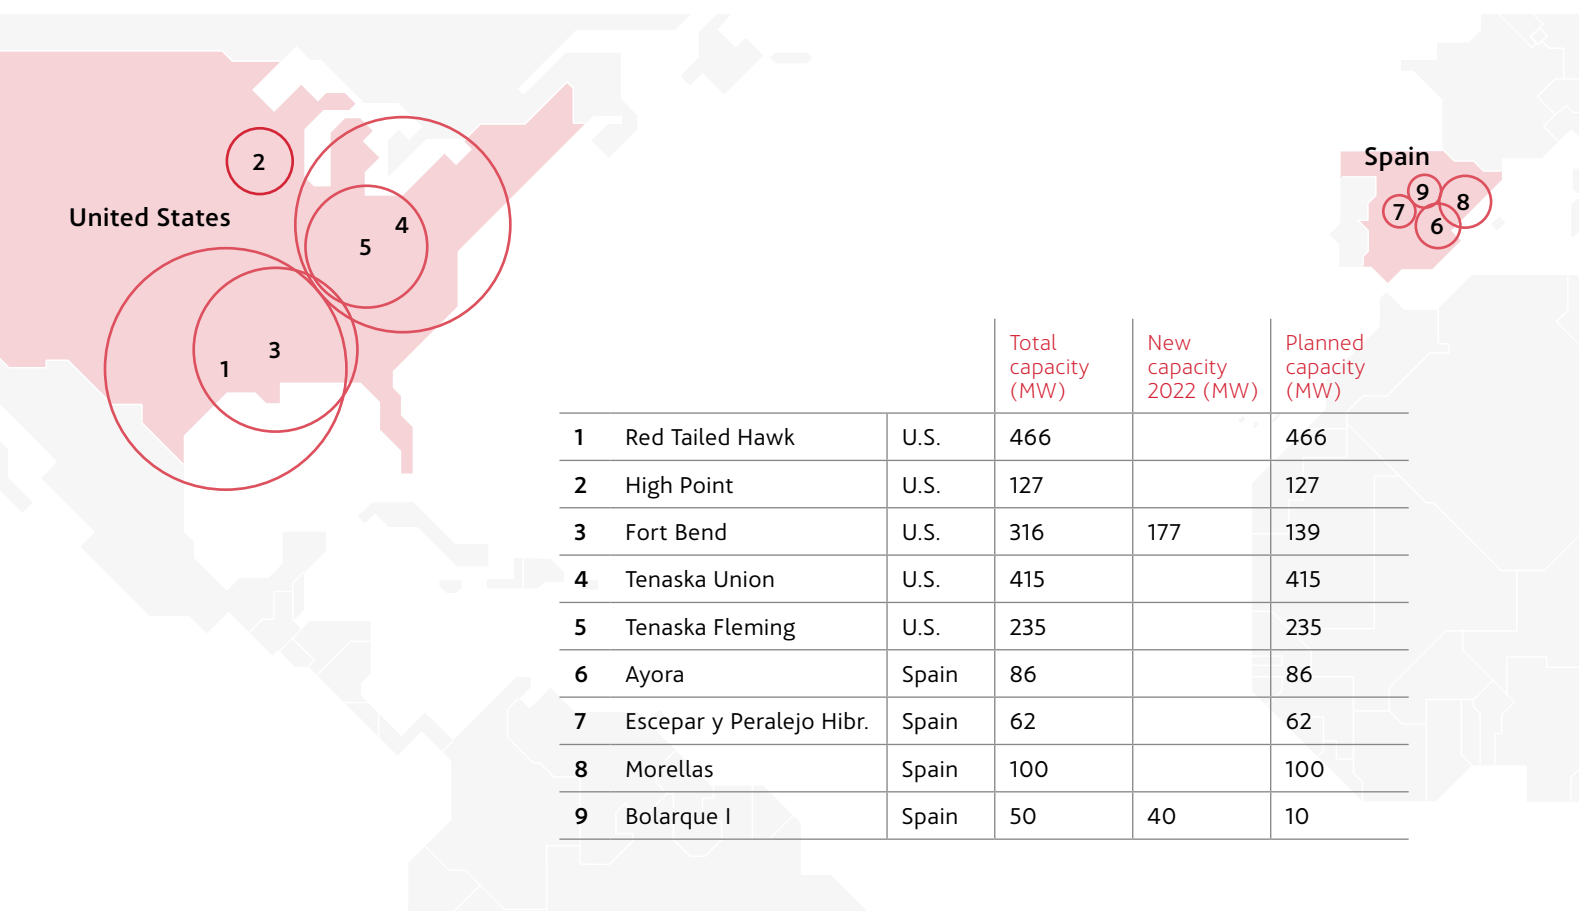 Spain
2
9
8
7
United States
4
6
5
3
1
Total capacity (MW) New capacity 2022 (MW) Planned capacity (MW)
1 Red Tailed Hawk U.S. 466 466
2 High Point U.S. 127 127
3 Fort Bend U.S. 316 177 139
4 Tenaska Union U.S. 415 415
5 Tenaska Fleming U.S. 235 235
6 Ayora Spain 86 86
7 Escepar y Peralejo Hibr. Spain 62 62
8 Morellas Spain 100 100
9 Bolarque I Spain 50 40 10